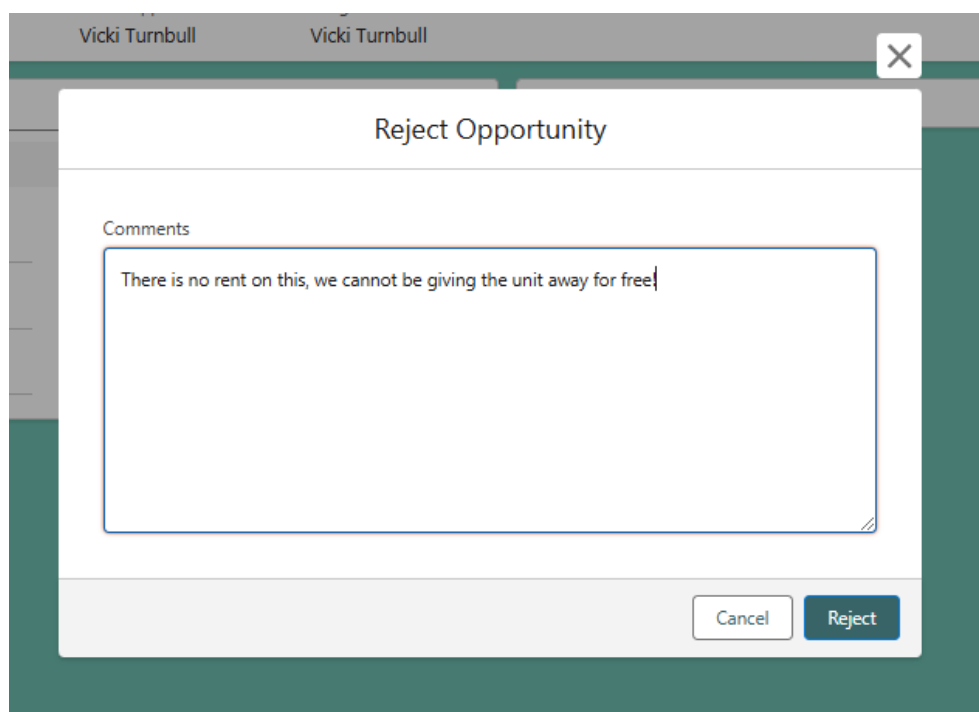 Vicki Turnbull Vicki Turnbull
Reject Opportunity
Comments
There is no rent on this, we cannot be giving the unit away for free!
Cancel Reject